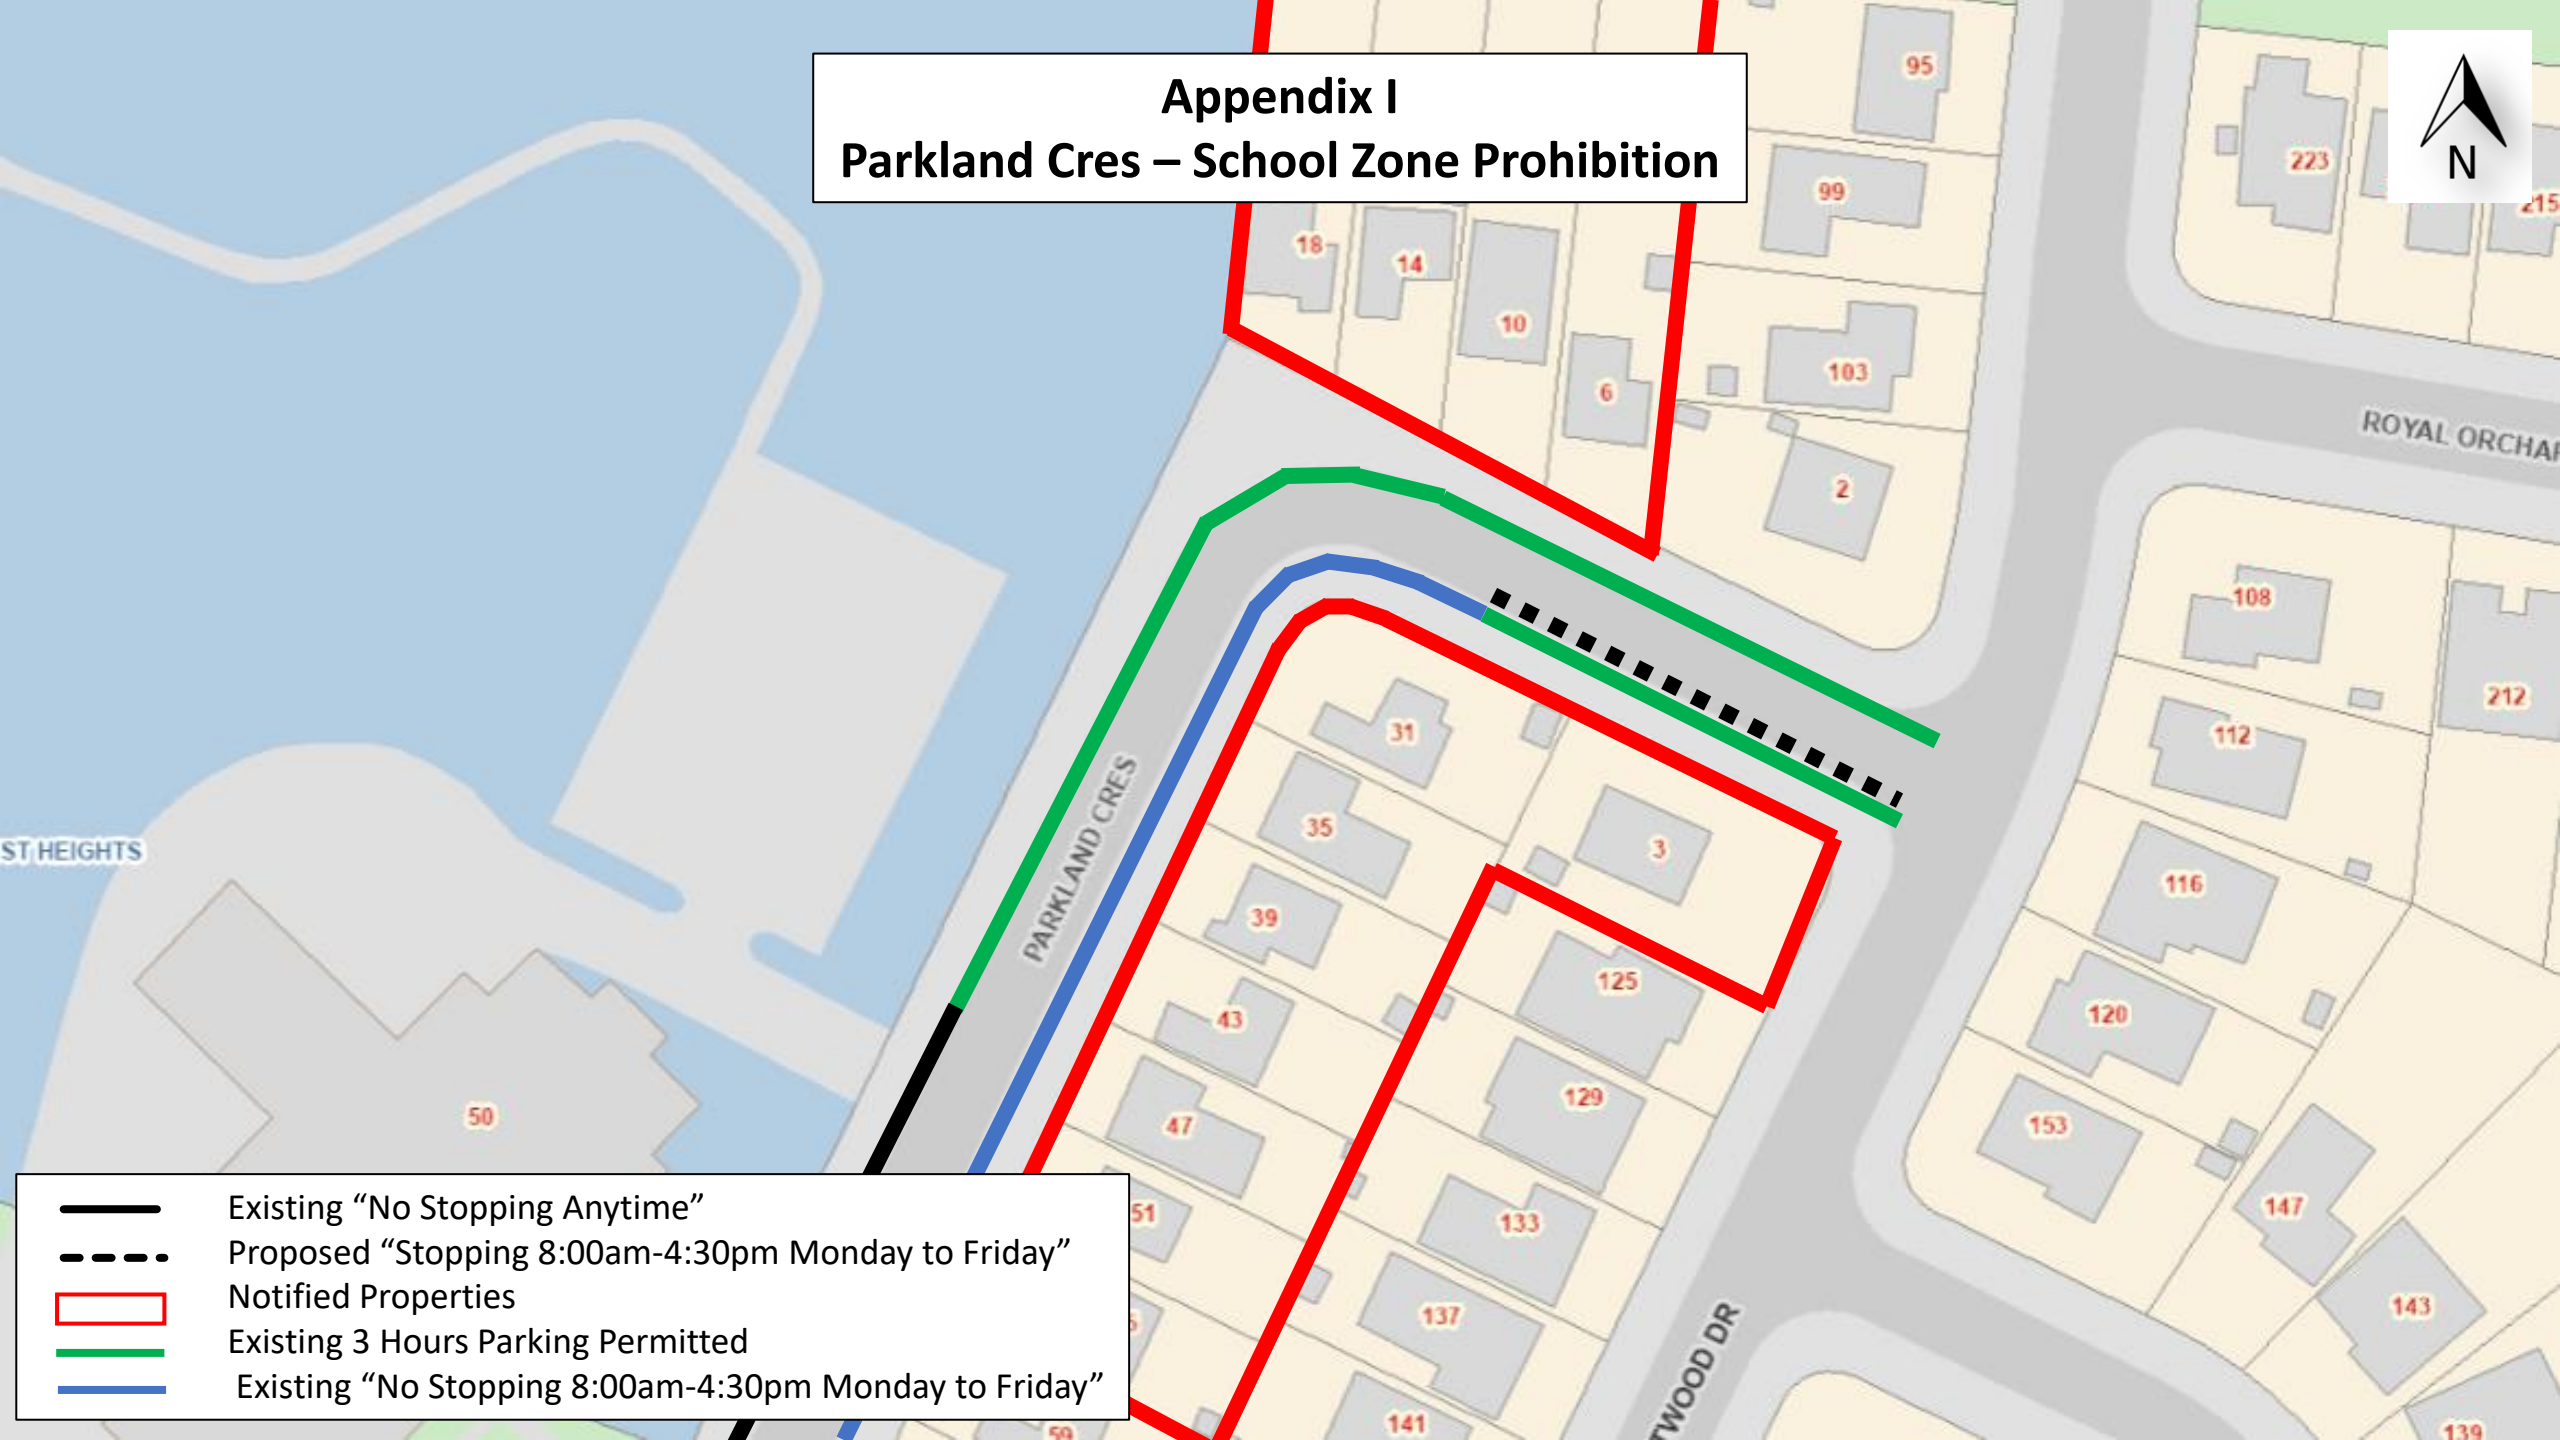 Appendix I
Parkland Cres – School Zone Prohibition
N
95
223
99
215
18
14
10
103
6
ROYAL ORCHAR
2
108
212
31
112
35
3
PARKLAND CRES
ST HEIGHTS
116
39
125
120
43
129
50
47
153
51
133
147
137
143
TWOOD DR
141
59
139
Existing “No Stopping Anytime”
Proposed “Stopping 8:00am-4:30pm Monday to Friday”
Notified Properties
Existing 3 Hours Parking Permitted
Existing “No Stopping 8:00am-4:30pm Monday to Friday”